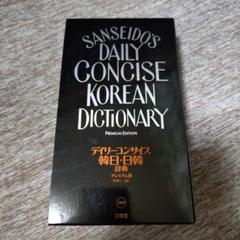 SANSEIDO'S
DAILY
CONCISE
KOREAN
DICTIONARY
PREMIUM EDITION
デイリーコンサイス
韓日・日韓
辞典
プレミアム版
三省堂